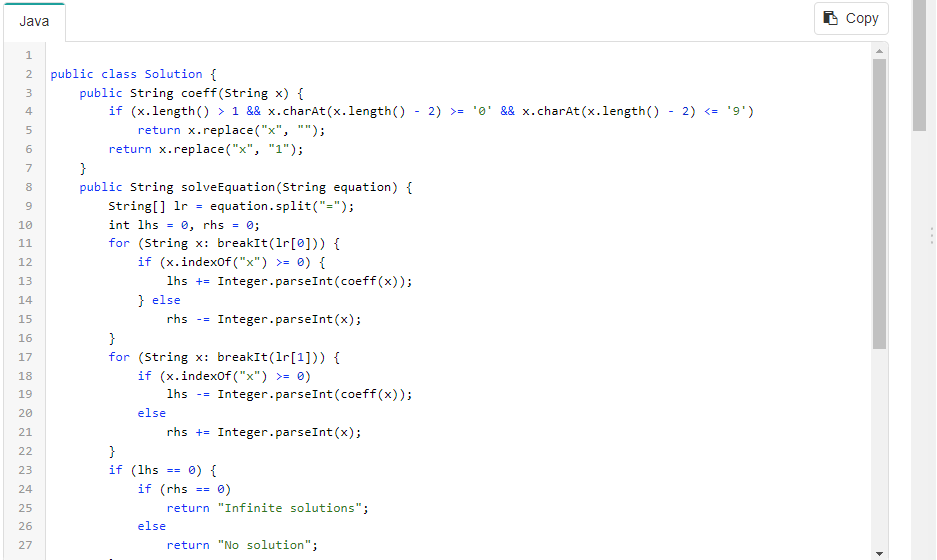 Java
Copy
1
2 public class Solution {
3     public String coeff(String x) {
4         if (x.length() > 1 && x.charAt(x.length() - 2) >= '0' && x.charAt(x.length() - 2) <= '9')
5             return x.replace("x", "");
6         return x.replace("x", "1");
7     }
8     public String solveEquation(String equation) {
9         String[] lr = equation.split("=");
10         int lhs = 0, rhs = 0;
11         for (String x: breakIt(lr[0])) {
12             if (x.indexOf("x") >= 0) {
13                 lhs += Integer.parseInt(coeff(x));
14             } else
15                 rhs -= Integer.parseInt(x);
16         }
17         for (String x: breakIt(lr[1])) {
18             if (x.indexOf("x") >= 0)
19                 lhs -= Integer.parseInt(coeff(x));
20             else
21                 rhs += Integer.parseInt(x);
22         }
23         if (lhs == 0) {
24             if (rhs == 0)
25                 return "Infinite solutions";
26             else
27                 return "No solution";